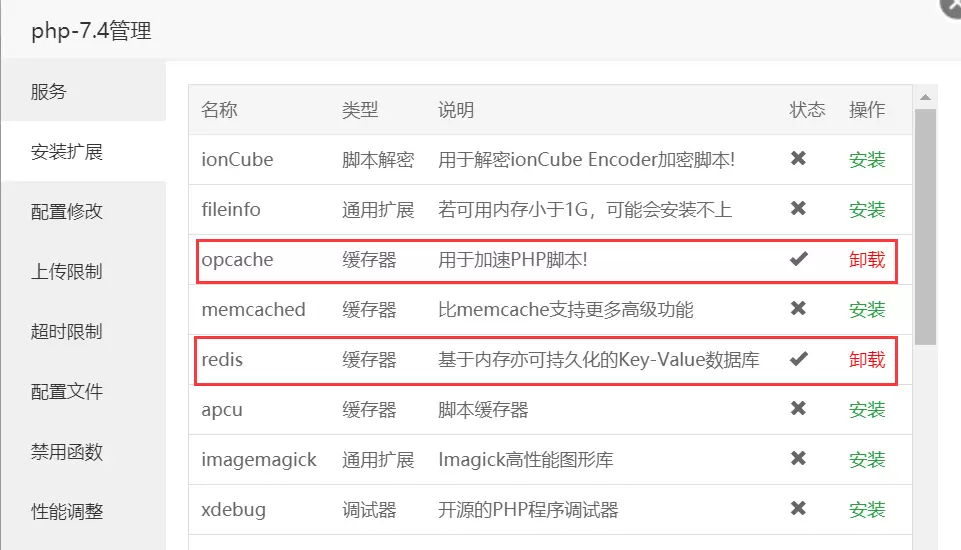 php-7.4管理
服务
安装扩展
配置修改
上传限制
超时限制
配置文件
禁用函数
性能调整
名称 类型 说明 状态 操作
ionCube 脚本解密 用于解密ionCube Encoder加密脚本! 安装
fileinfo 通用扩展 若可用内存小于1G，可能会安装不上 安装
opcache 缓存器 用于加速PHP脚本! 卸载
memcached 缓存器 比memcache支持更多高级功能 安装
redis 缓存器 基于内存亦可持久化的Key-Value数据库 卸载
apcu 缓存器 脚本缓存器 安装
imagemagick 通用扩展 Imagick高性能图形库 安装
xdebug 调试器 开源的PHP程序调试器 安装